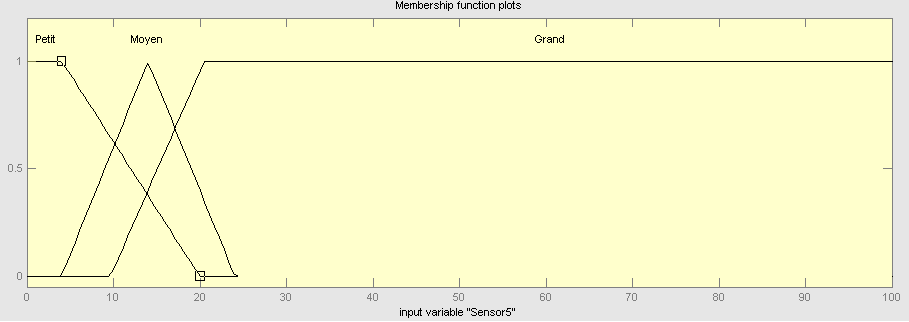 Membership function plots
Petit Moyen Grand
1
0.5
0
0 10 20 30 40 50 60 70 80 90 100
input variable "Sensor5"